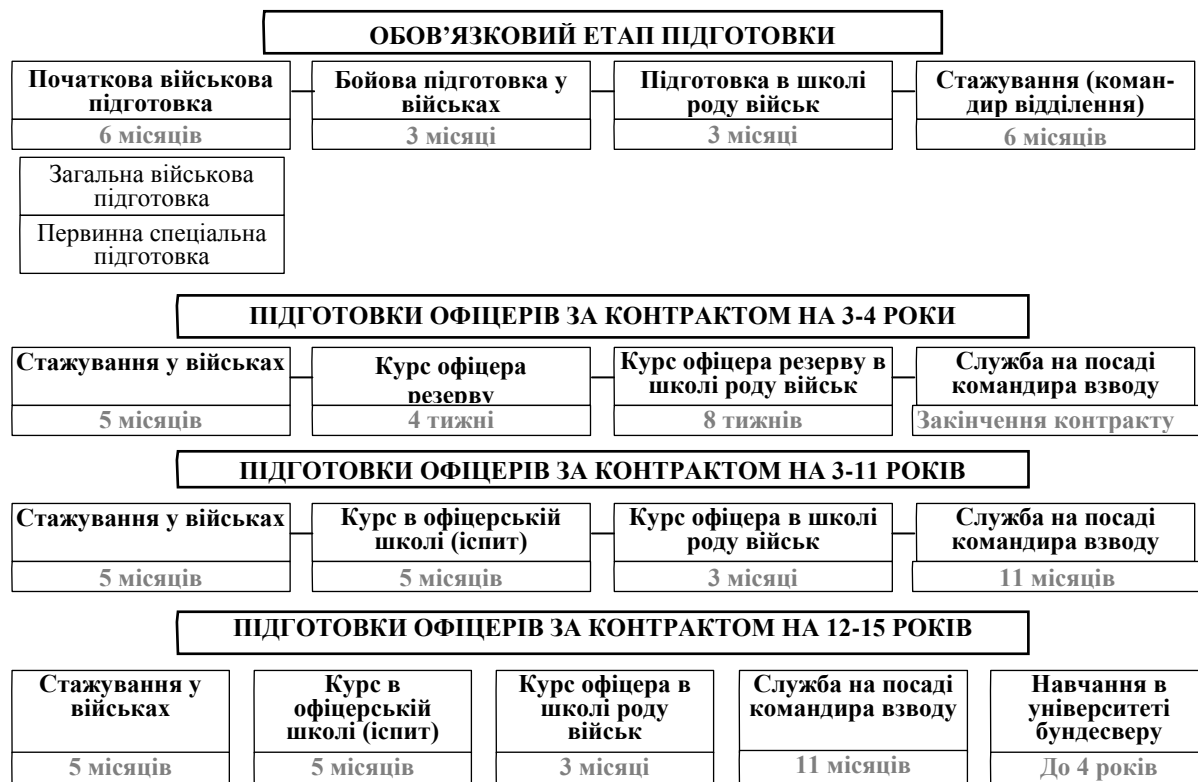 ОБОВ’ЯЗКОВИЙ ЕТАП ПІДГОТОВКИ
Початкова військова
підготовка
6 місяців
Бойова підготовка у
військах
3 місяці
Підготовка в школі
роду військ
3 місяці
Стажування (коман-
дир відділення)
6 місяців
Загальна військова
підготовка
Первинна спеціальна
підготовка
ПІДГОТОВКИ ОФІЦЕРІВ ЗА КОНТРАКТОМ НА 3-4 РОКИ
Стажування у військах
5 місяців
Курс офіцера
резерву
4 тижні
Курс офіцера резерву в
школі роду військ
8 тижнів
Служба на посаді
командира взводу
Закінчення контракту
ПІДГОТОВКИ ОФІЦЕРІВ ЗА КОНТРАКТОМ НА 3-11 РОКІВ
Стажування у військах
5 місяців
Курс в офіцерській
школі (іспит)
5 місяців
Курс офіцера в школі
роду військ
3 місяці
Служба на посаді
командира взводу
11 місяців
ПІДГОТОВКИ ОФІЦЕРІВ ЗА КОНТРАКТОМ НА 12-15 РОКІВ
Стажування у
військах
5 місяців
Курс в
офіцерській
школі (іспит)
5 місяців
Курс офіцера в
школі роду
військ
3 місяці
Служба на посаді
командира взводу
11 місяців
Навчання в
університеті
бундесверу
До 4 років